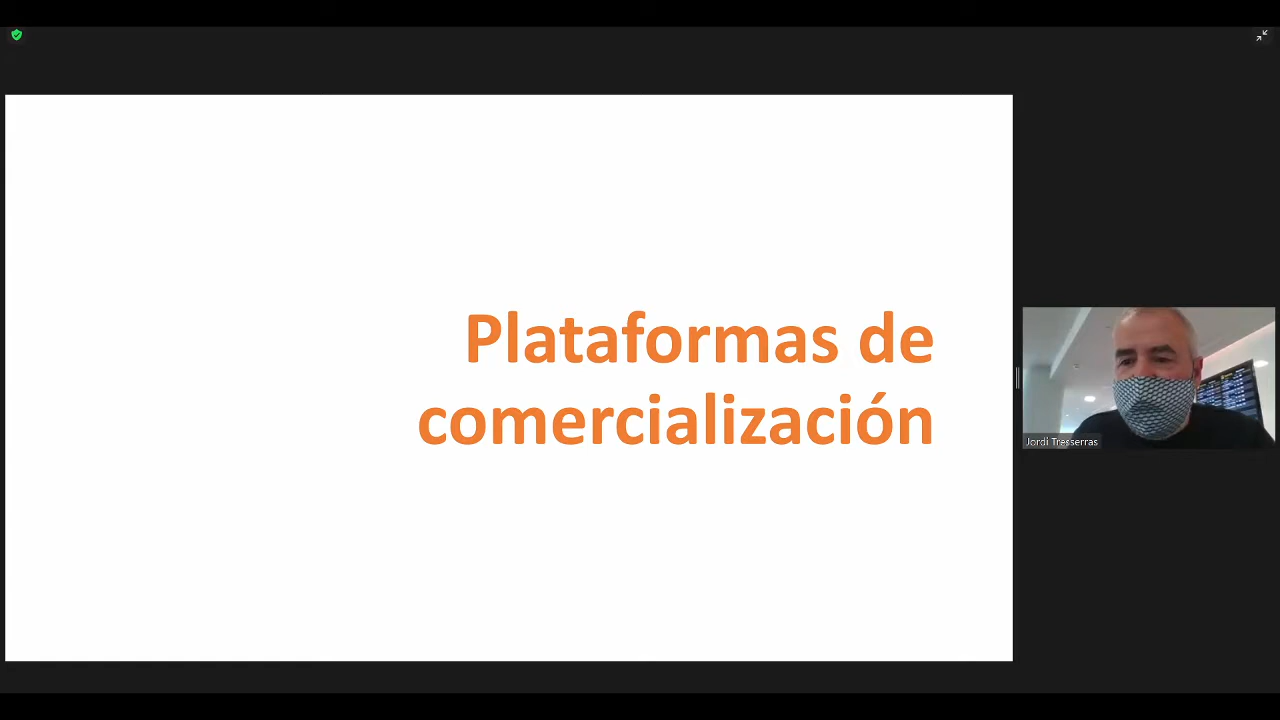 Plataformas de
comercialización
Jordi Tresserras